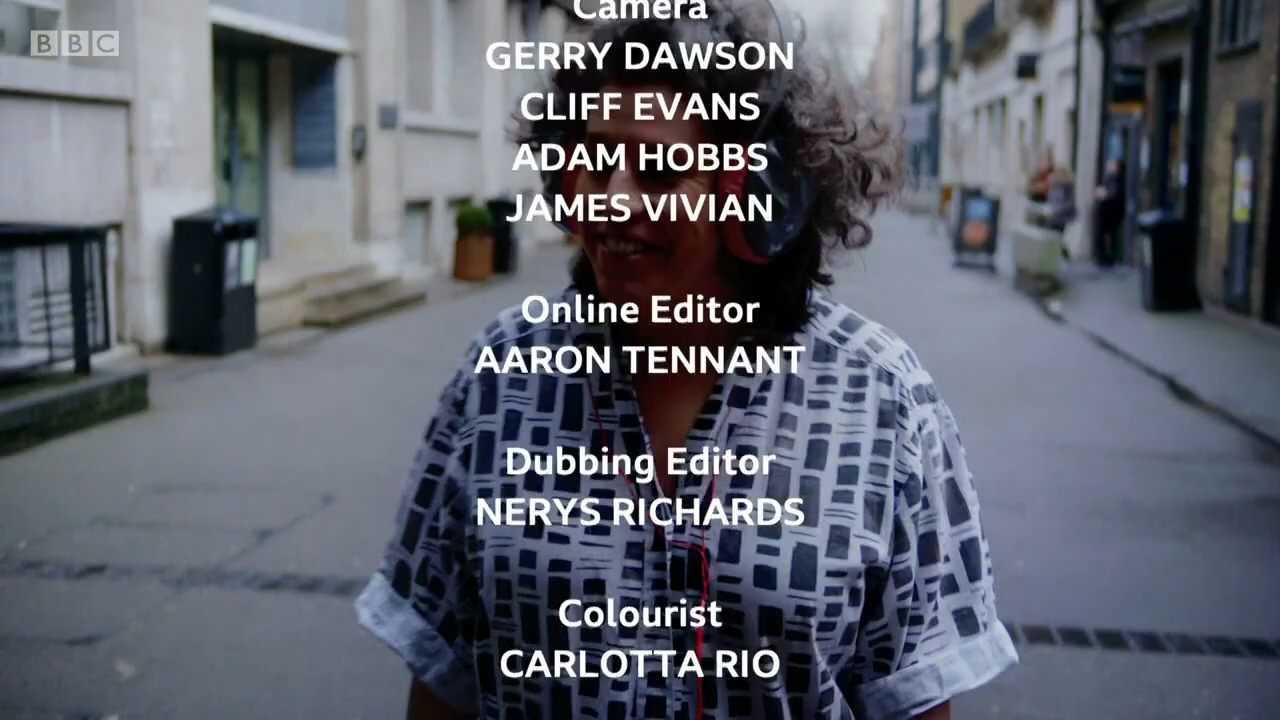 BBC
Camera
GERRY DAWSON
CLIFF EVANS
ADAM HOBBS
JAMES VIVIAN
Online Editor
AARON TENNANT
Dubbing Editor
NERYS RICHARDS
Colourist
CARLOTTA RIO